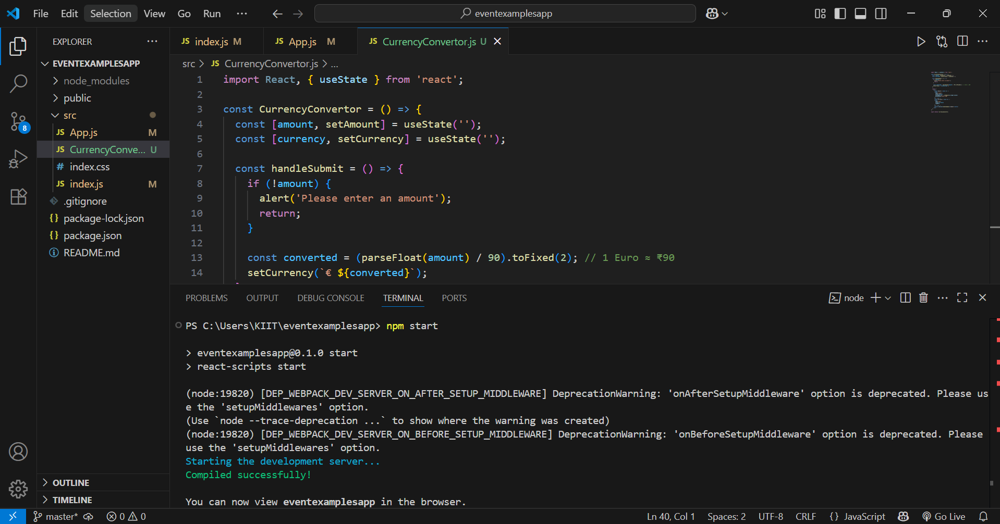 File Edit Selection View Go Run ···
eventexamplesapp
EXPLORER ···
EVENTEXAMPLESAPP
node_modules
public
src
JS App.js M
JS CurrencyConve... U
# index.css
JS index.js M
.gitignore
{} package-lock.json
{} package.json
README.md
OUTLINE
TIMELINE
8
JS index.js M
JS App.js M
JS CurrencyConvertor.js U
src > JS CurrencyConvertor.js > ...
1 import React, { useState } from 'react';
2
3 const CurrencyConvertor = () => {
4 const [amount, setAmount] = useState('');
5 const [currency, setCurrency] = useState('');
6
7 const handleSubmit = () => {
8 if (!amount) {
9 alert('Please enter an amount');
10 return;
11 }
12
13 const converted = (parseFloat(amount) / 90).toFixed(2); // 1 Euro ≈ ₹90
14 setCurrency(`€ ${converted}`);
PROBLEMS OUTPUT DEBUG CONSOLE TERMINAL PORTS
node
PS C:\Users\KIIT\eventexamplesapp> npm start
> eventexamplesapp@0.1.0 start
> react-scripts start
(node:19820) [DEP_WEBPACK_DEV_SERVER_ON_AFTER_SETUP_MIDDLEWARE] DeprecationWarning: 'onAfterSetupMiddleware' option is deprecated. Please us
e the 'setupMiddlewares' option.
(Use `node --trace-deprecation ...` to show where the warning was created)
(node:19820) [DEP_WEBPACK_DEV_SERVER_ON_BEFORE_SETUP_MIDDLEWARE] DeprecationWarning: 'onBeforeSetupMiddleware' option is deprecated. Please
use the 'setupMiddlewares' option.
Starting the development server...
Compiled successfully!
You can now view eventexamplesapp in the browser.
master* 0 0 Ln 40, Col 1 Spaces: 2 UTF-8 CRLF {} JavaScript Go Live